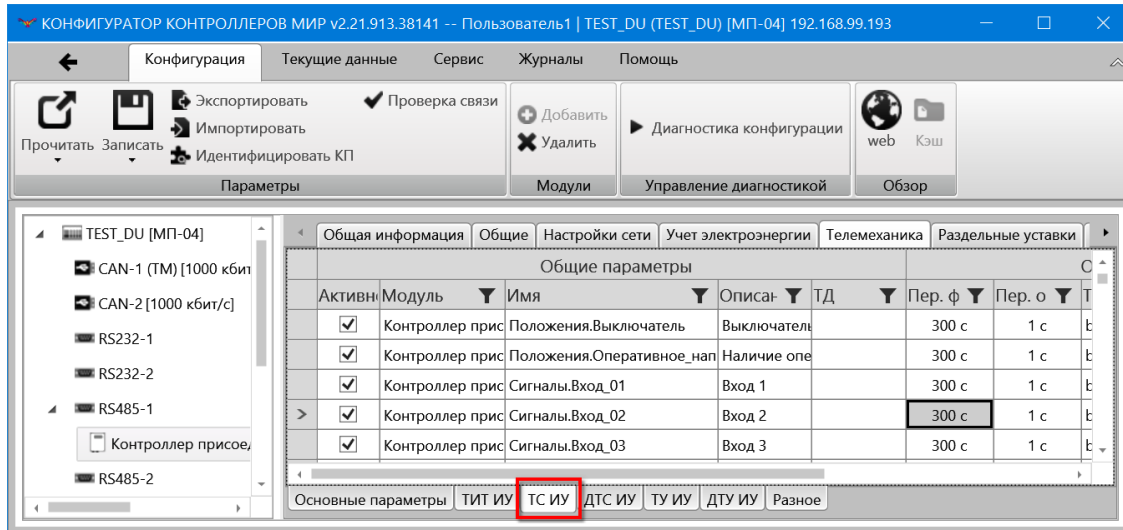 КОНФИГУРАТОР КОНТРОЛЛЕРОВ МИР v2.21.913.38141 -- Пользователь1 | TEST_DU (TEST_DU) [МП-04] 192.168.99.193
Конфигурация Текущие данные Сервис Журналы Помощь
Прочитать Записать Экспортировать Проверка связи
Импортировать
Идентифицировать КП
Параметры
Добавить
Удалить
Модули
Диагностика конфигурации
Управление диагностикой
web Кэш
Обзор
TEST_DU [МП-04]
CAN-1 (TM) [1000 кбит
CAN-2 [1000 кбит/с]
RS232-1
RS232-2
RS485-1
Контроллер присое
RS485-2
Общая информация Общие Настройки сети Учет электроэнергии Телемеханика Раздельные уставки
Общие параметры О
Активн Модуль Имя Описан ТД Пер. ф Пер. о Т
Контроллер прис Положения.Выключатель Выключатель 300 с 1 с b
Контроллер прис Положения.Оперативное_нап Наличие опе 300 с 1 с b
Контроллер прис Сигналы.Вход_01 Вход 1 300 с 1 с b
Контроллер прис Сигналы.Вход_02 Вход 2 300 с 1 с b
Контроллер прис Сигналы.Вход_03 Вход 3 300 с 1 с b
Основные параметры ТИТ ИУ ТС ИУ ДТС ИУ ТУ ИУ ДТУ ИУ Разное